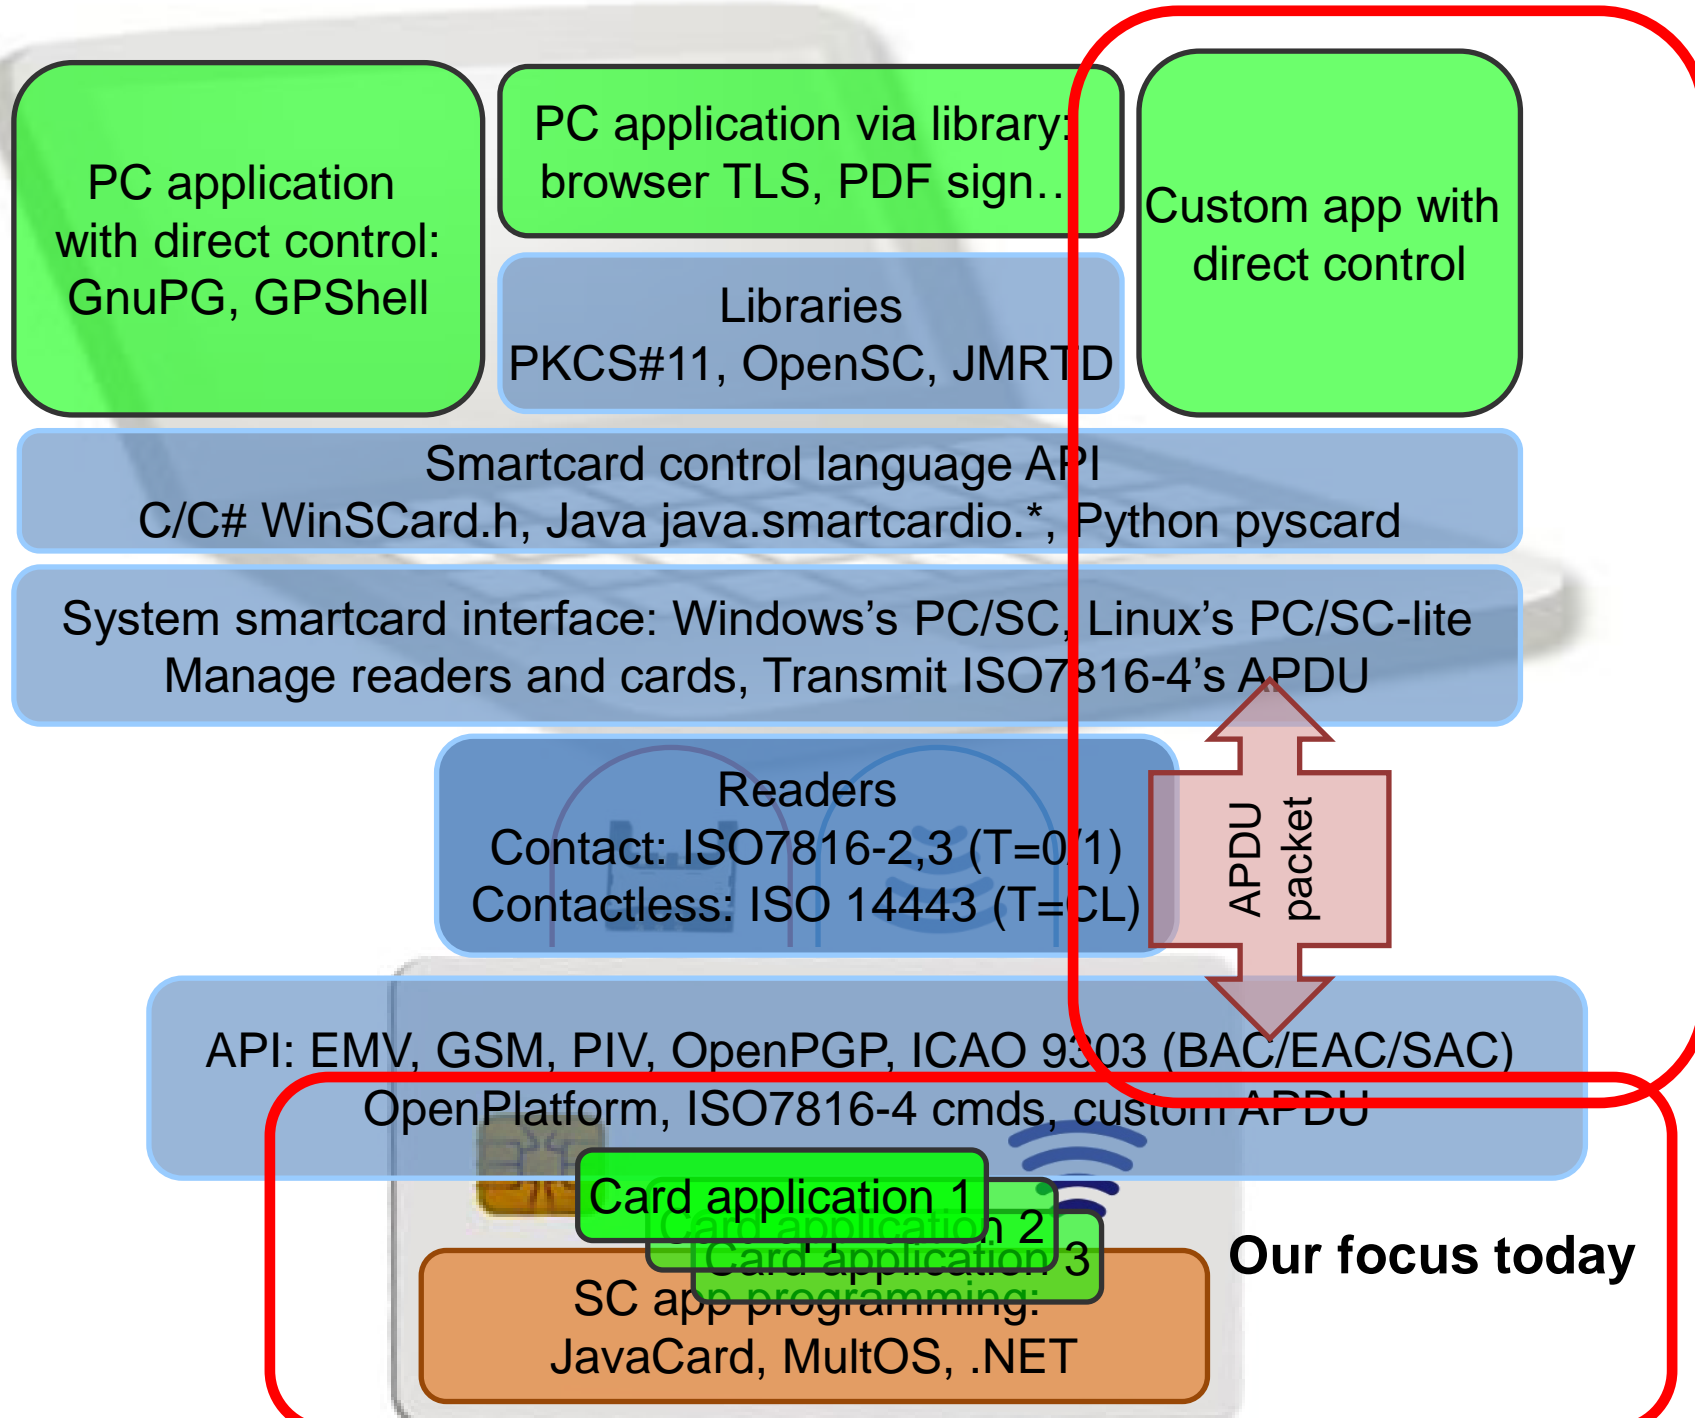 PC application
with direct control:
GnuPG, GPShell
PC application via library:
browser TLS, PDF sign…
Custom app with
direct control
Libraries
PKCS#11, OpenSC, JMRTD
Smartcard control language API
C/C# WinSCard.h, Java java.smartcardio.*, Python pyscard
System smartcard interface: Windows’s PC/SC, Linux’s PC/SC-lite
Manage readers and cards, Transmit ISO7816-4’s APDU
Readers
Contact: ISO7816-2,3 (T=0/1)
Contactless: ISO 14443 (T=CL)
APDU
packet
API: EMV, GSM, PIV, OpenPGP, ICAO 9303 (BAC/EAC/SAC)
OpenPlatform, ISO7816-4 cmds, custom APDU
Card application 1
Card application 2
Card application 3
Our focus today
SC app programming:
JavaCard, MultOS, .NET